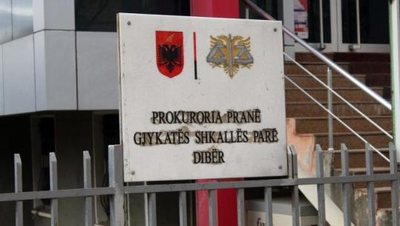 PROKURORIA PRANË
GJYKATËS SHKALLËS PARË
DIBËR